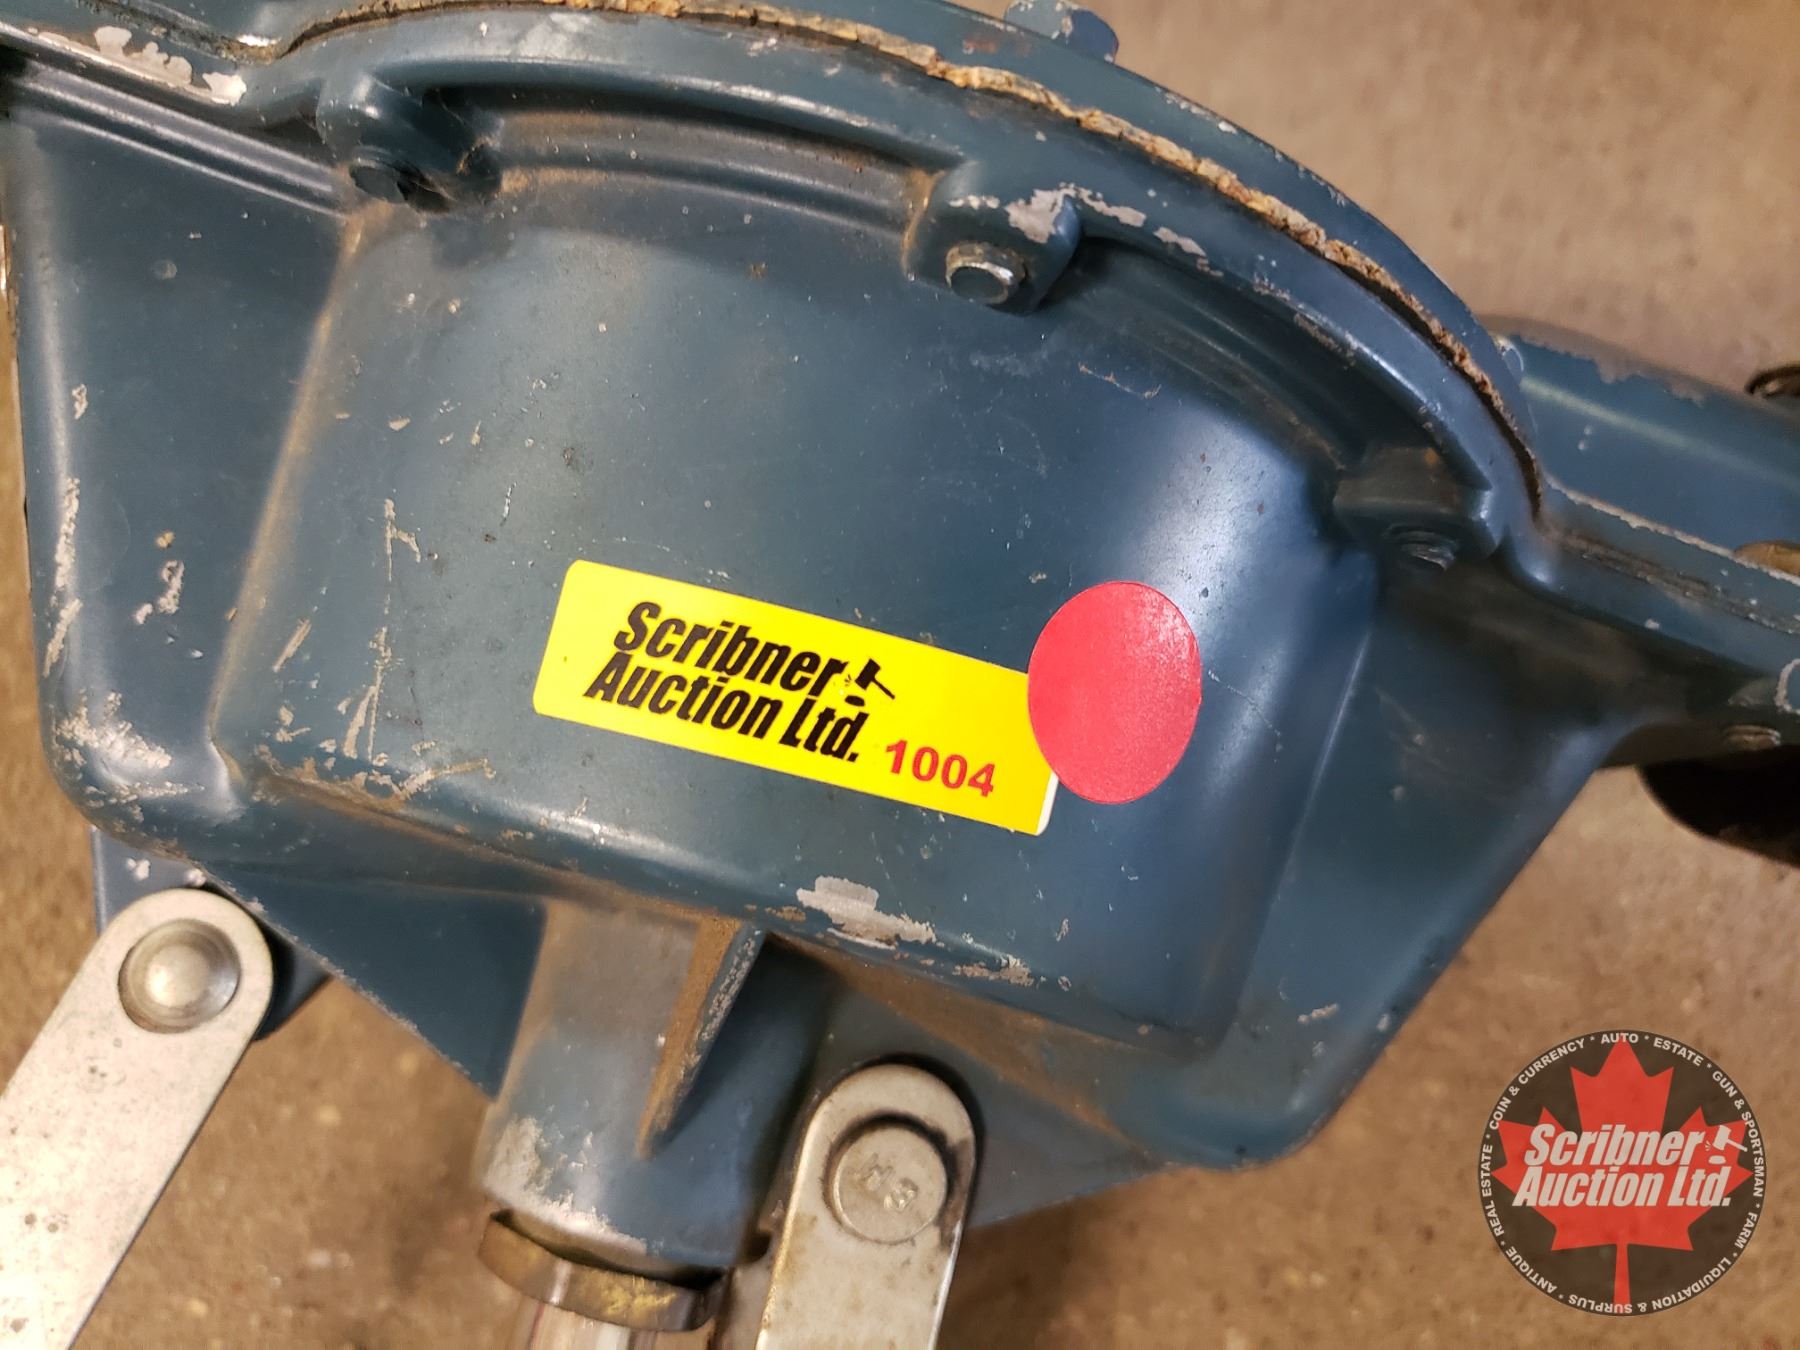 Scribner
Auction Ltd.
1004
BM
ANTIQUE * REAL ESTATE * COIN & CURRENCY * AUTO * ESTATE * GUN & SPORTSMAN * FARM * LIQUIDATION & SURPLUS *
Scribner
Auction Ltd.